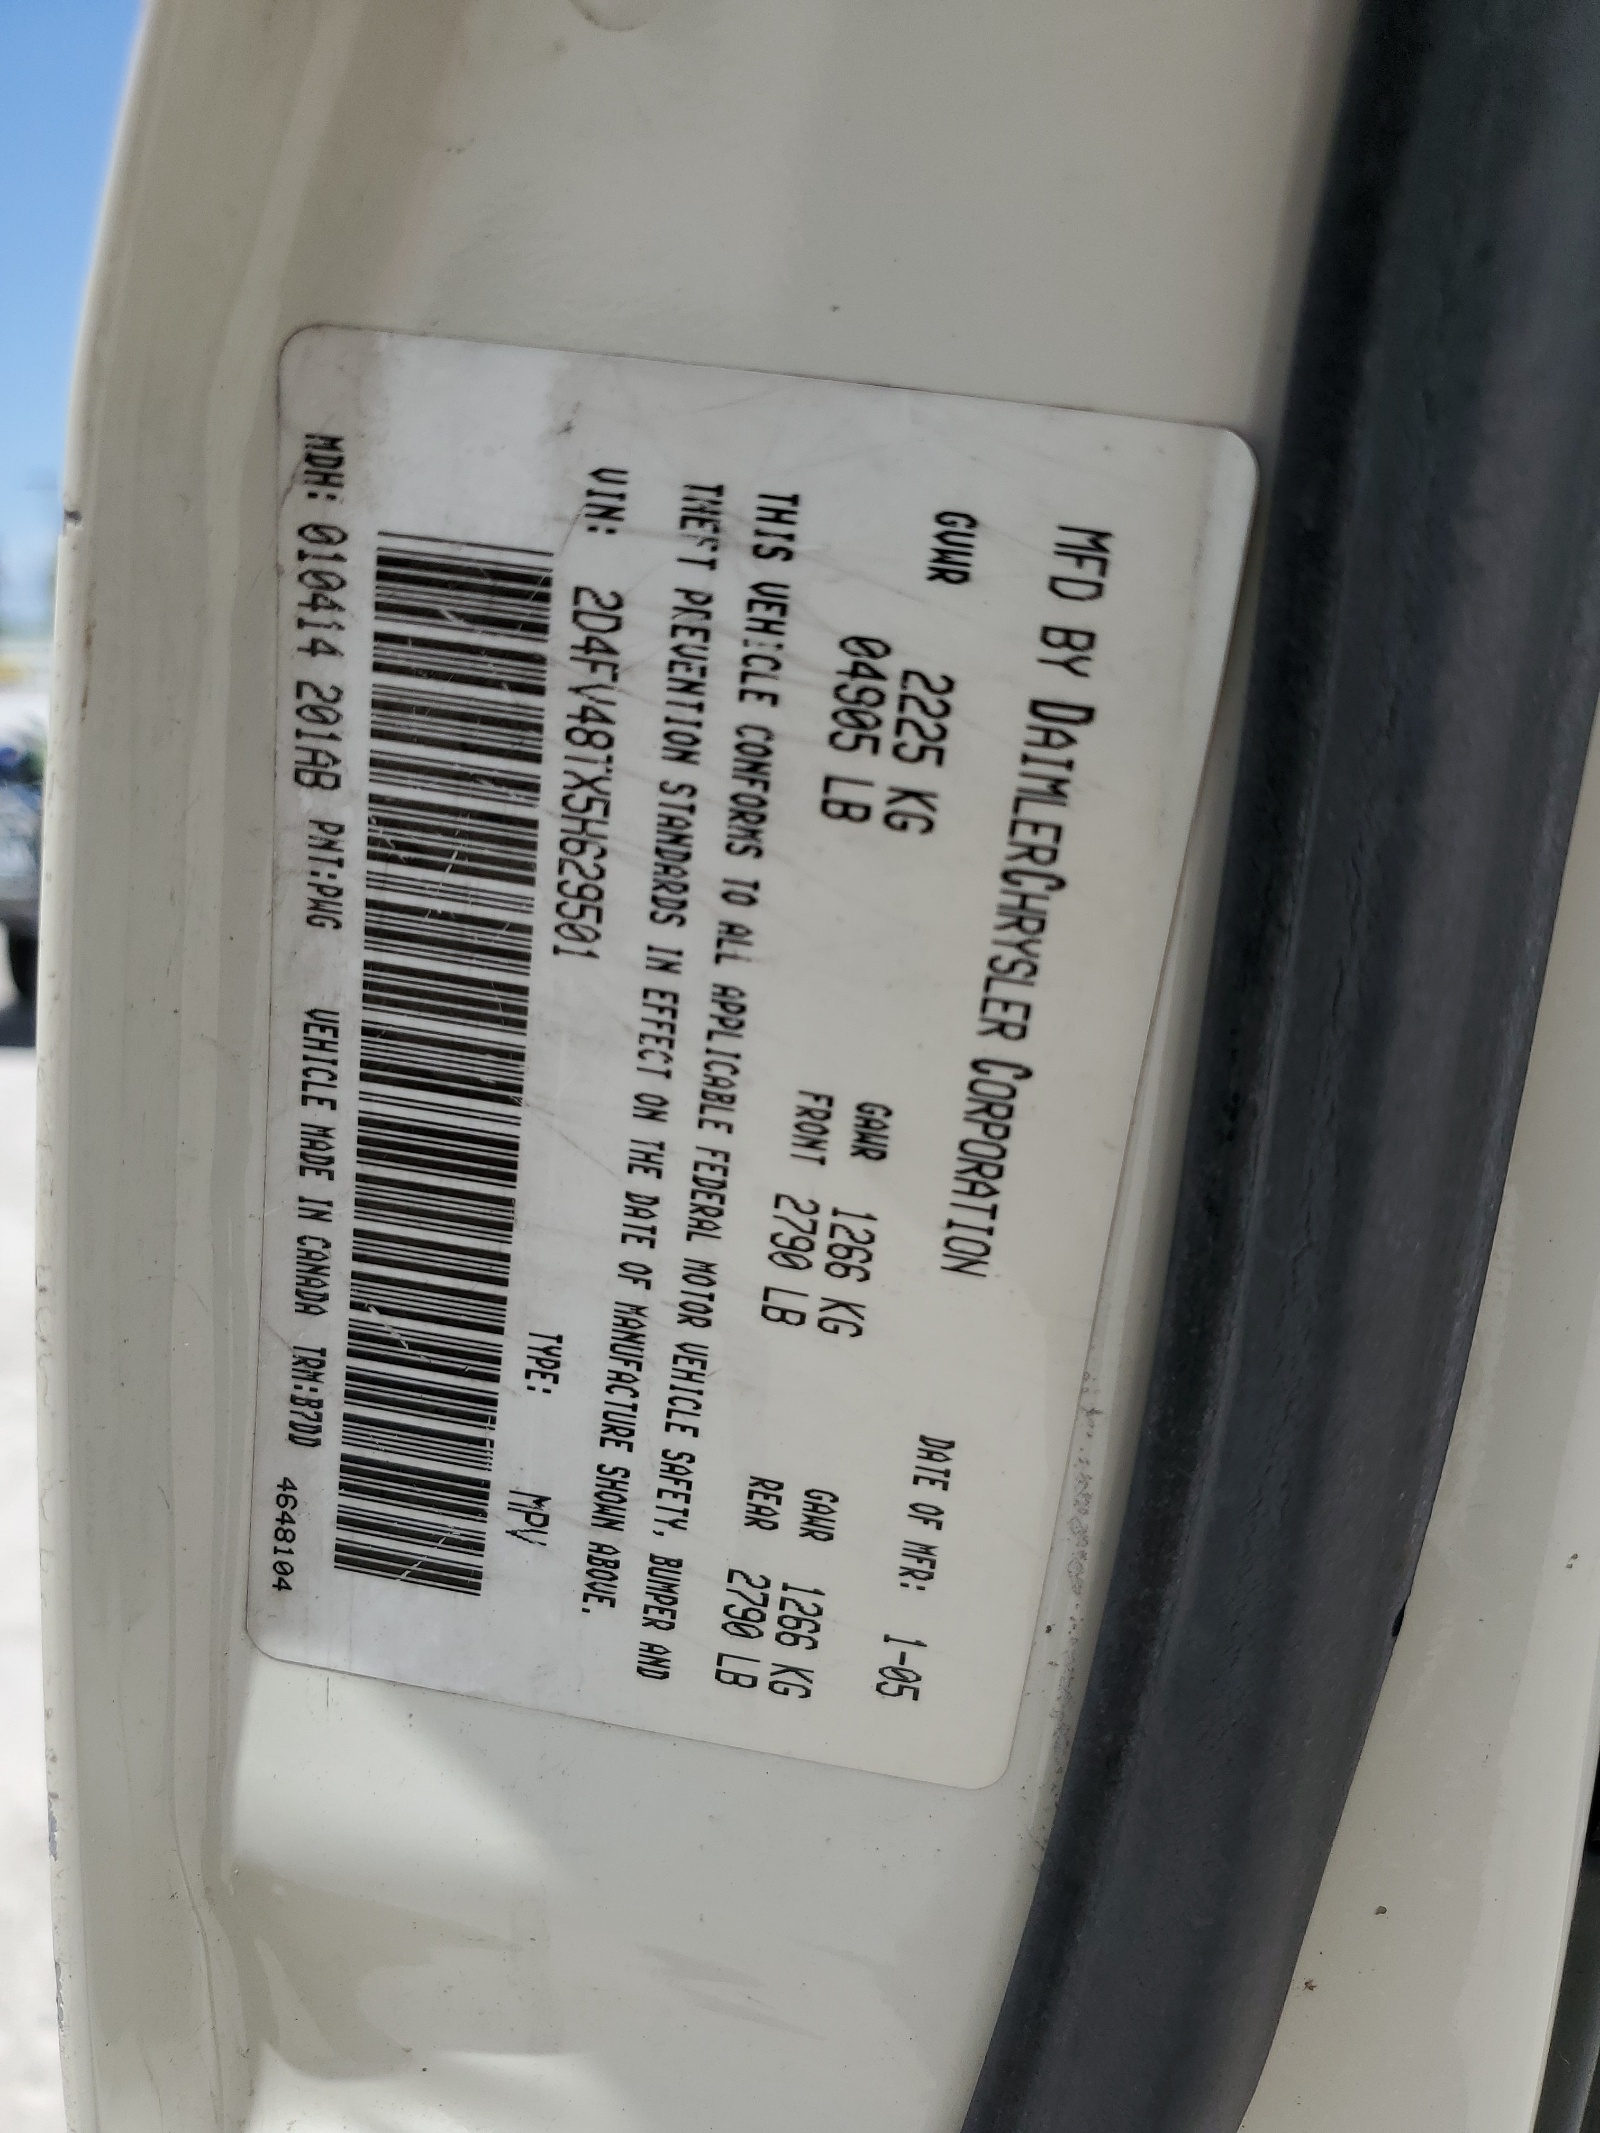 MFD BY DAIMLERCHRYSLER CORPORATION
DATE OF MFR: 1-05
GVWR 2225 KG
04905 LB
GAWR 1266 KG
FRONT 2790 LB
GAWR 1266 KG
REAR 2790 LB
THIS VEHICLE CONFORMS TO ALL APPLICABLE FEDERAL MOTOR VEHICLE SAFETY, BUMPER AND
THEFT PREVENTION STANDARDS IN EFFECT ON THE DATE OF MANUFACTURE SHOWN ABOVE.
VIN: 2D4FV48TX5H629501 TYPE: MPV
MDH: 010414 201AB PNT:PWG VEHICLE MADE IN CANADA TRM:B7DD 4648104